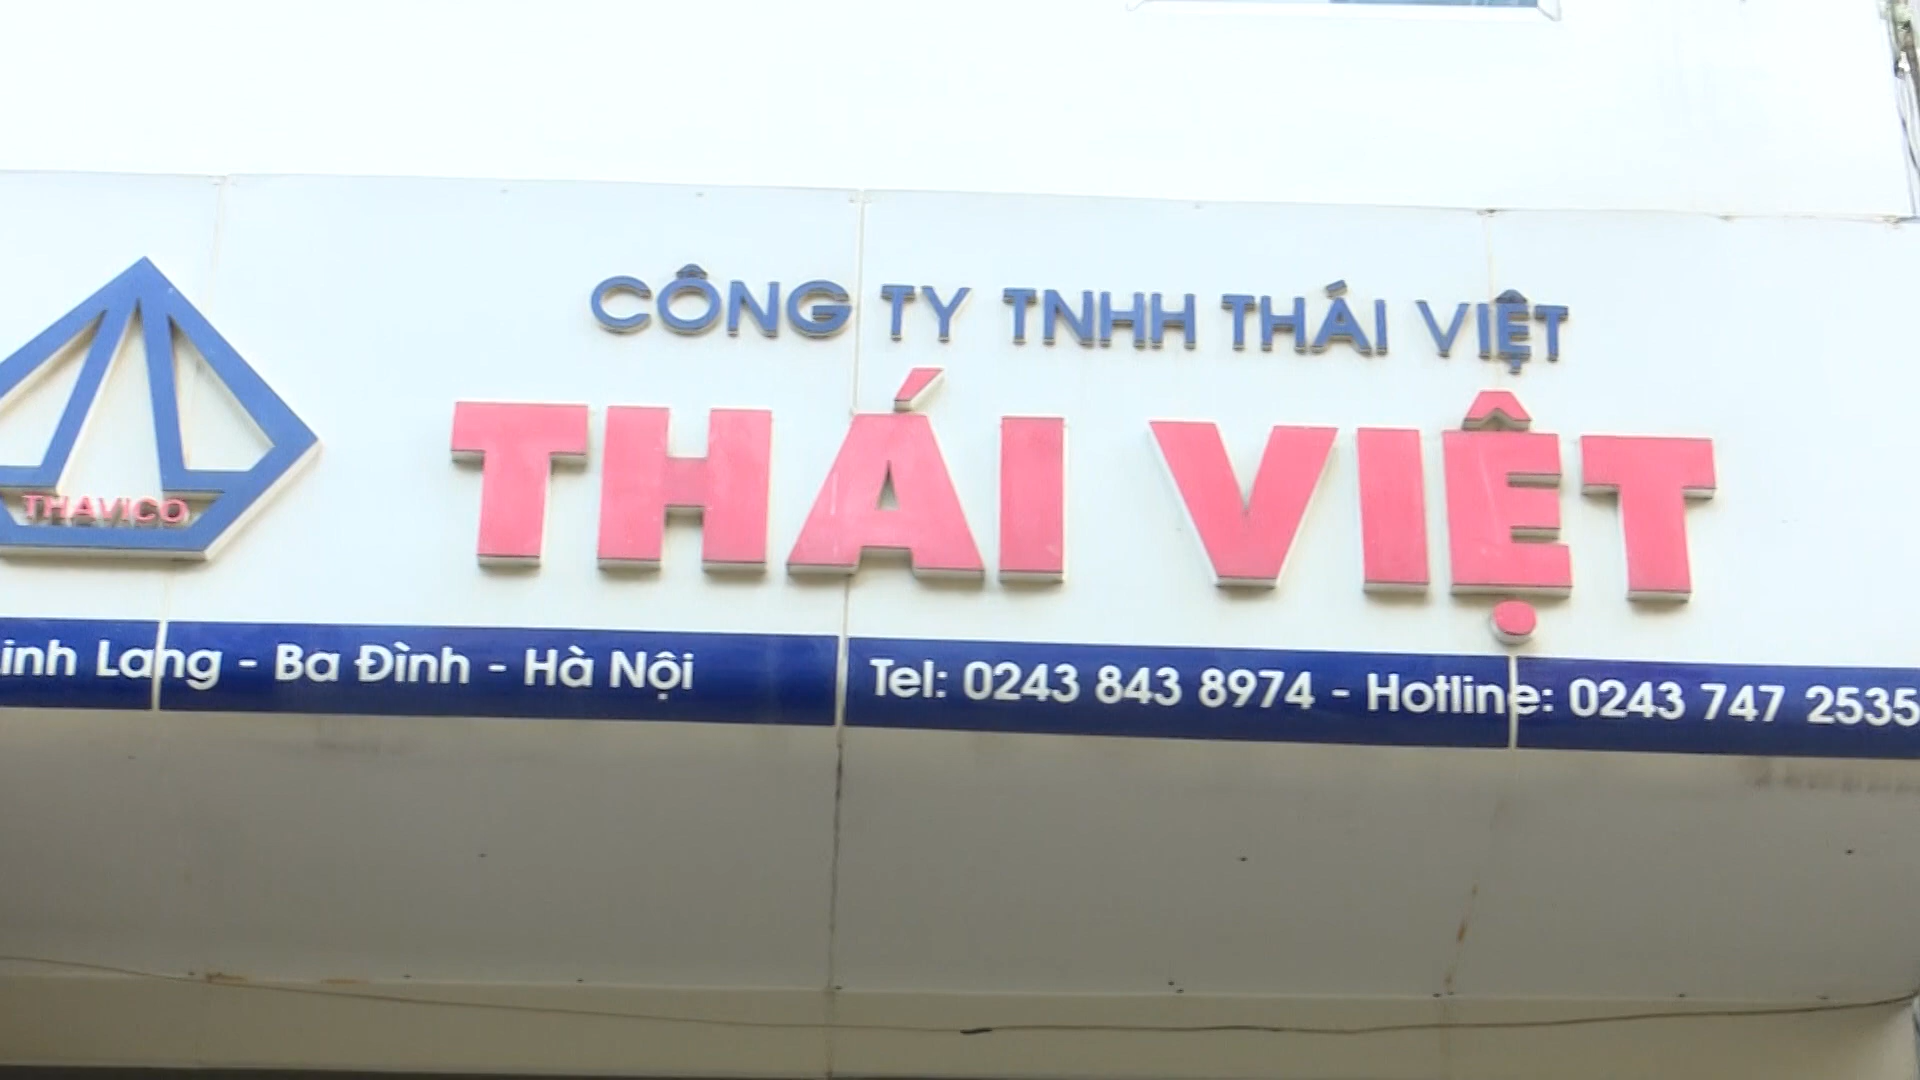 CÔNG TY TNHH THÁI VIỆT
THÁI VIỆT
THAVICO
Lang - Ba Đình - Hà Nội
Tel: 0243 843 8974 - Hotline: 0243 747 2535